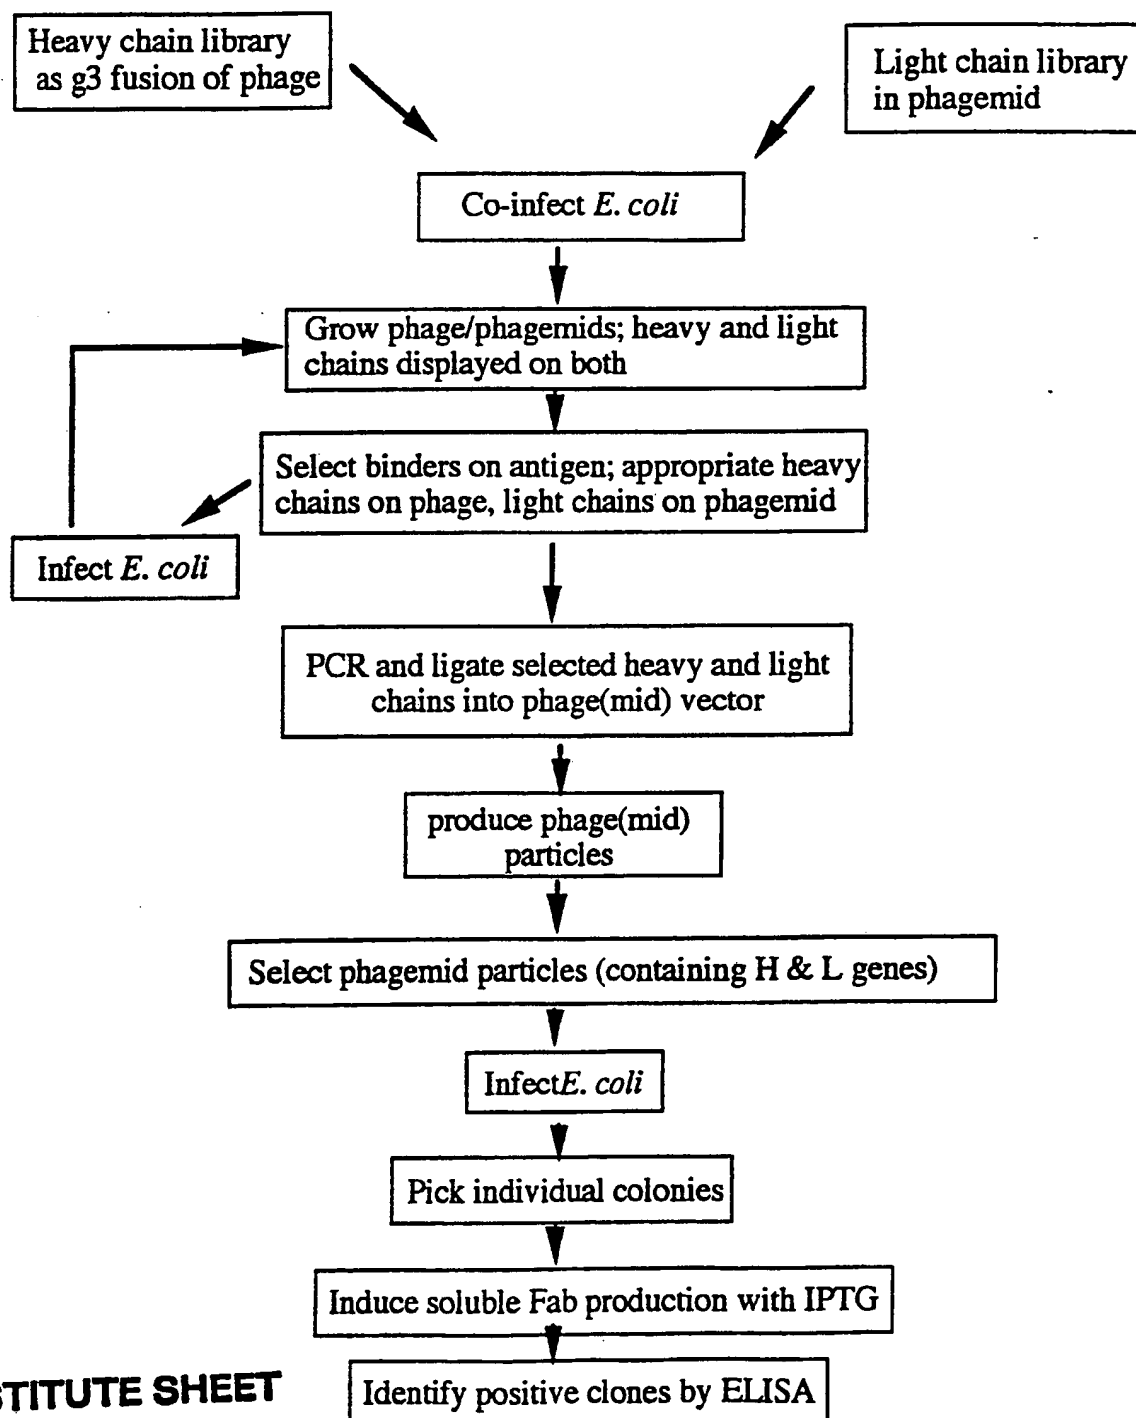 Heavy chain library
as g3 fusion of phage
Light chain library
in phagemid
Co-infect E. coli
Grow phage/phagemids; heavy and light
chains displayed on both
Select binders on antigen; appropriate heavy
chains on phage, light chains on phagemid
Infect E. coli
PCR and ligate selected heavy and light
chains into phage(mid) vector
produce phage(mid)
particles
Select phagemid particles (containing H & L genes)
InfectE. coli
Pick individual colonies
Induce soluble Fab production with IPTG
Identify positive clones by ELISA
STITUTE SHEET